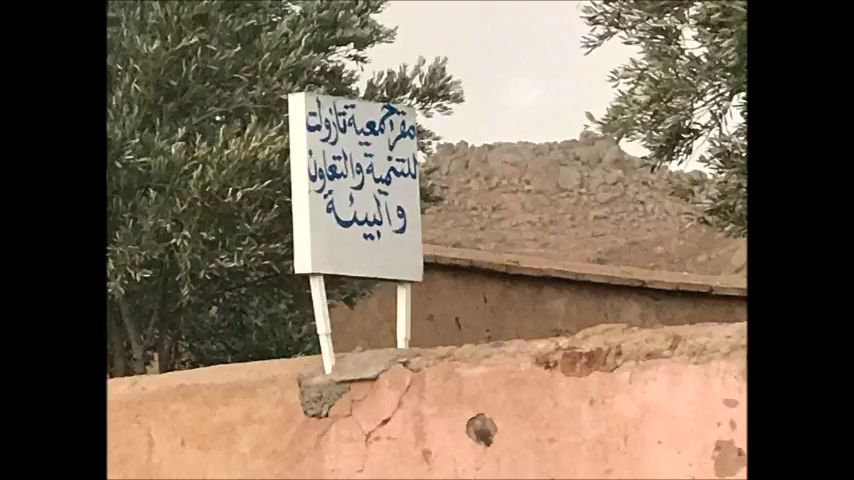 مقر جمعية تازولت
للتنمية والتعاون
والبيئة